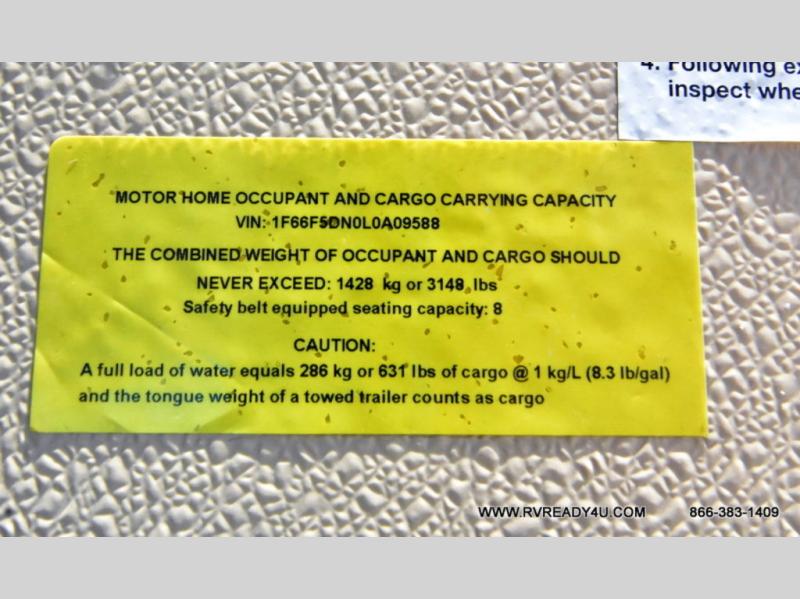 4. Following ex
inspect whe
MOTOR HOME OCCUPANT AND CARGO CARRYING CAPACITY
VIN: 1F66F5DN0L0A09588
THE COMBINED WEIGHT OF OCCUPANT AND CARGO SHOULD
NEVER EXCEED: 1428 kg or 3148 lbs
Safety belt equipped seating capacity: 8
CAUTION:
A full load of water equals 286 kg or 631 lbs of cargo @ 1 kg/L (8.3 lb/gal)
and the tongue weight of a towed trailer counts as cargo
WWW.RVREADY4U.COM 866-383-1409